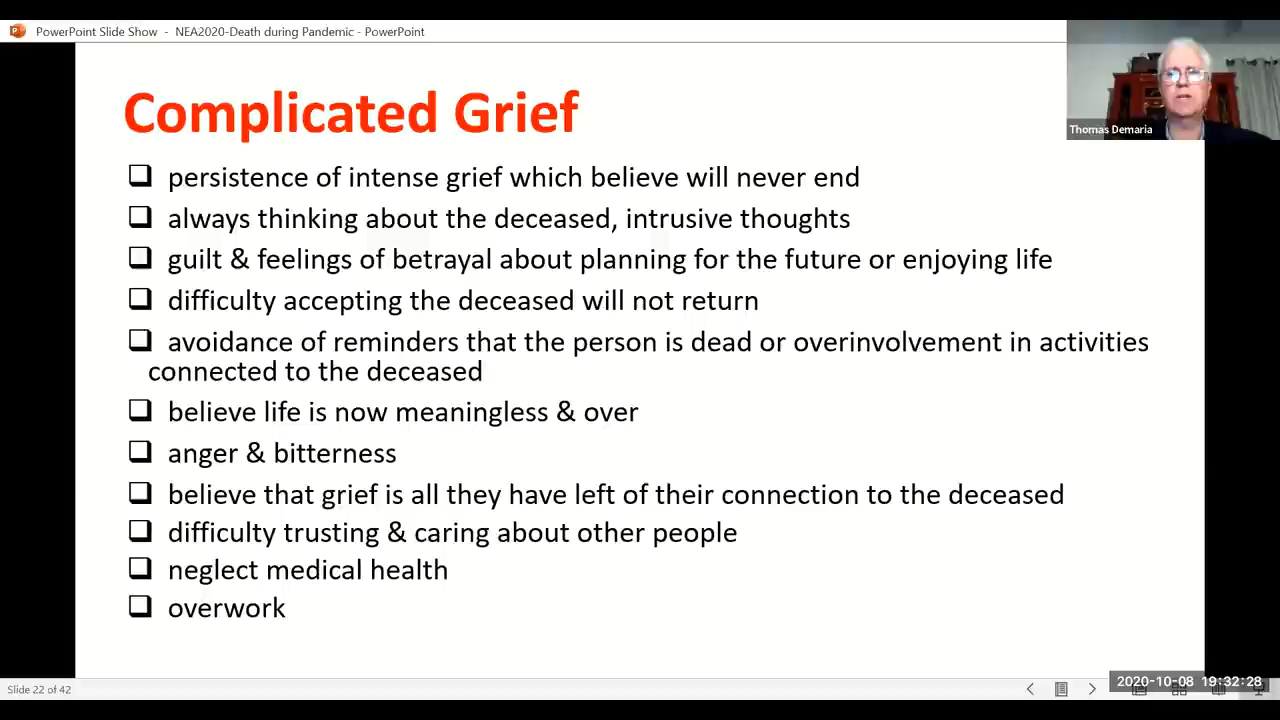 PowerPoint Slide Show - NEA2020-Death during Pandemic - PowerPoint
Thomas Demaria
Complicated Grief
❑ persistence of intense grief which believe will never end
❑ always thinking about the deceased, intrusive thoughts
❑ guilt & feelings of betrayal about planning for the future or enjoying life
❑ difficulty accepting the deceased will not return
❑ avoidance of reminders that the person is dead or overinvolvement in activities
connected to the deceased
❑ believe life is now meaningless & over
❑ anger & bitterness
❑ believe that grief is all they have left of their connection to the deceased
❑ difficulty trusting & caring about other people
❑ neglect medical health
❑ overwork
Slide 22 of 42
2020-10-08 19:32:28